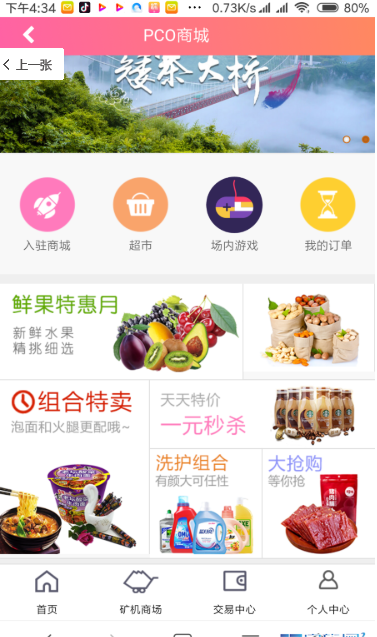 下午4:34
0.73K/s
80%
PCO商城
上一张
矮寨大桥
入驻商城
超市
场内游戏
我的订单
鲜果特惠月
新鲜水果
精挑细选
组合特卖
泡面和火腿更配哦~
天天特价
一元秒杀
洗护组合
有颜大可任性
大抢购
等你抢
首页
矿机商场
交易中心
个人中心